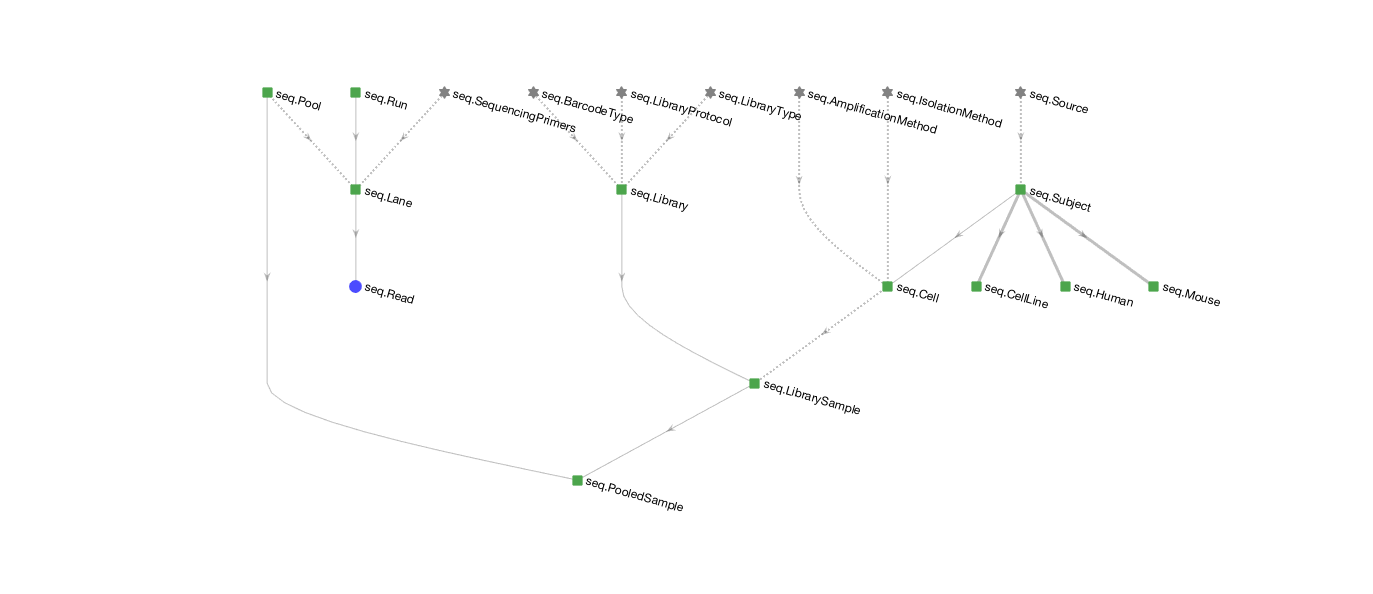 seq.Pool
seq.Run
seq.SequencingPrimers
seq.BarcodeType
seq.LibraryProtocol
seq.LibraryType
seq.AmplificationMethod
seq.IsolationMethod
seq.Source
seq.Lane
seq.Library
seq.Subject
seq.Read
seq.Cell
seq.CellLine
seq.Human
seq.Mouse
seq.LibrarySample
seq.PooledSample